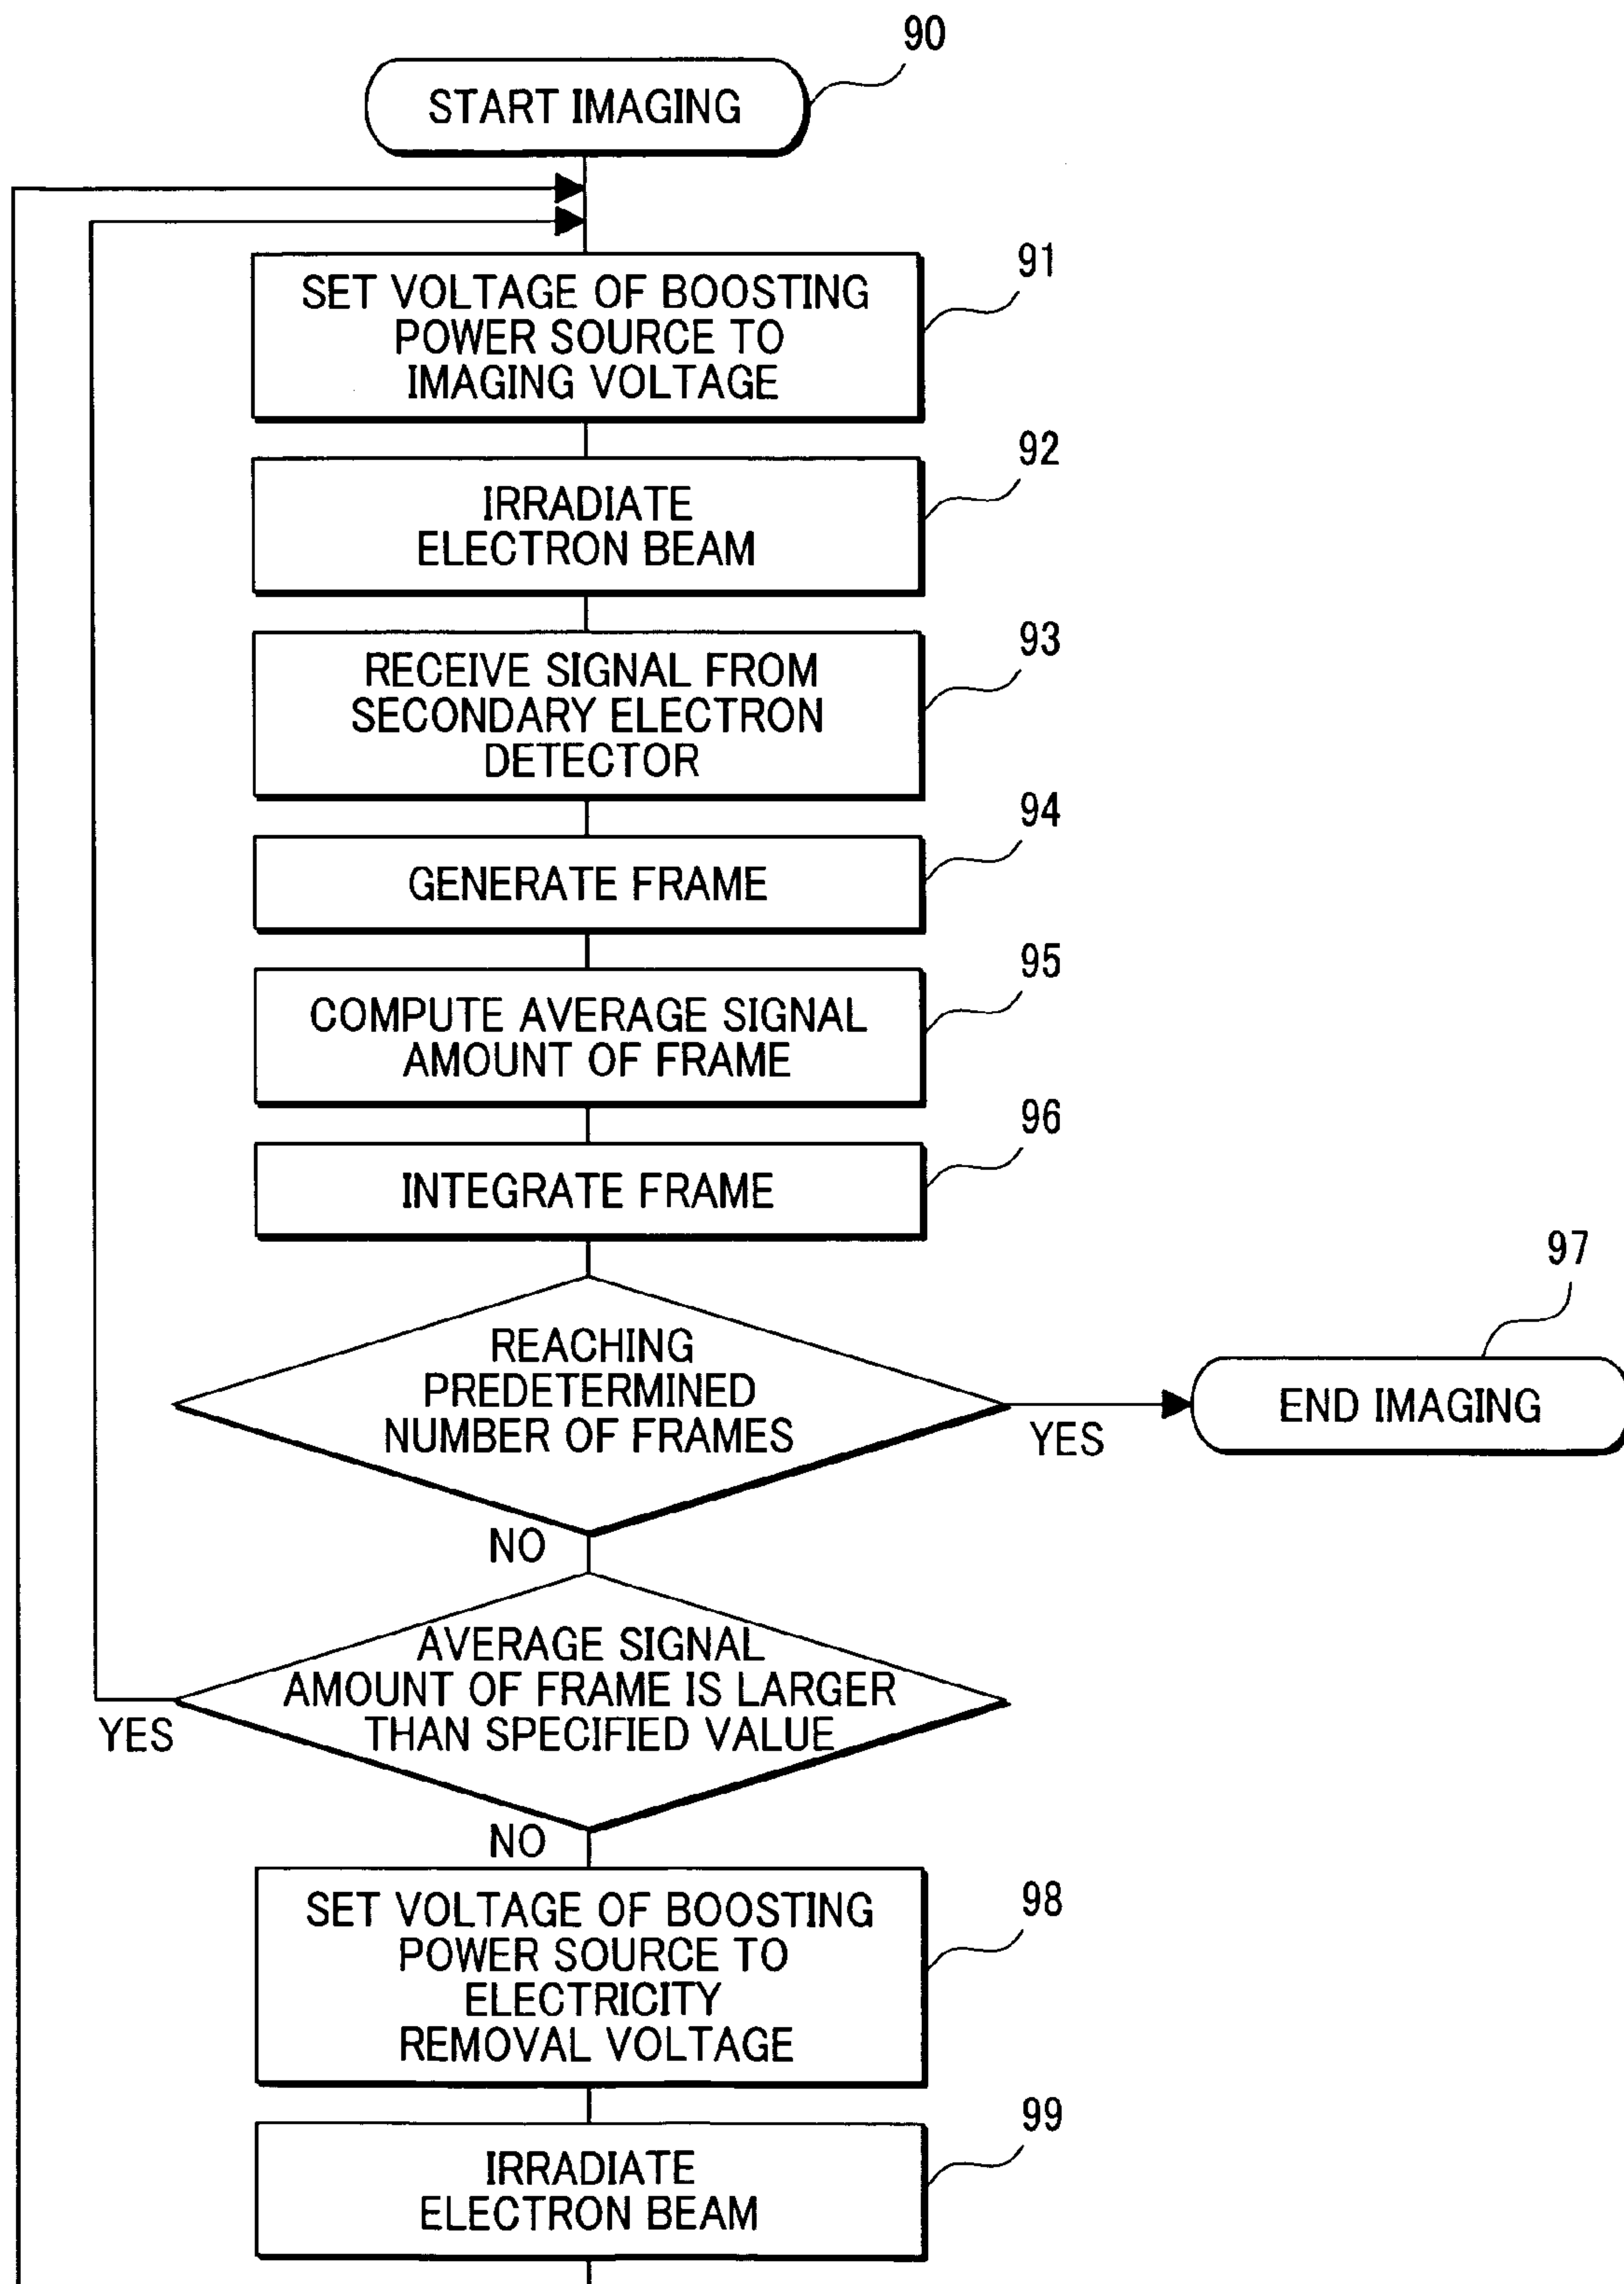 90
START IMAGING
91
SET VOLTAGE OF BOOSTING
POWER SOURCE TO
IMAGING VOLTAGE
92
IRRADIATE
ELECTRON BEAM
93
RECEIVE SIGNAL FROM
SECONDARY ELECTRON
DETECTOR
94
GENERATE FRAME
95
COMPUTE AVERAGE SIGNAL
AMOUNT OF FRAME
96
INTEGRATE FRAME
97
REACHING
PREDETERMINED
NUMBER OF FRAMES
YES
END IMAGING
NO
AVERAGE SIGNAL
AMOUNT OF FRAME IS LARGER
THAN SPECIFIED VALUE
YES
NO
98
SET VOLTAGE OF BOOSTING
POWER SOURCE TO
ELECTRICITY
REMOVAL VOLTAGE
99
IRRADIATE
ELECTRON BEAM